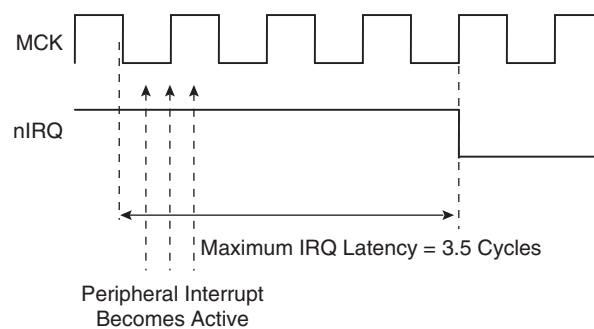 MCK
nIRQ
Maximum IRQ Latency = 3.5 Cycles
Peripheral Interrupt
Becomes Active